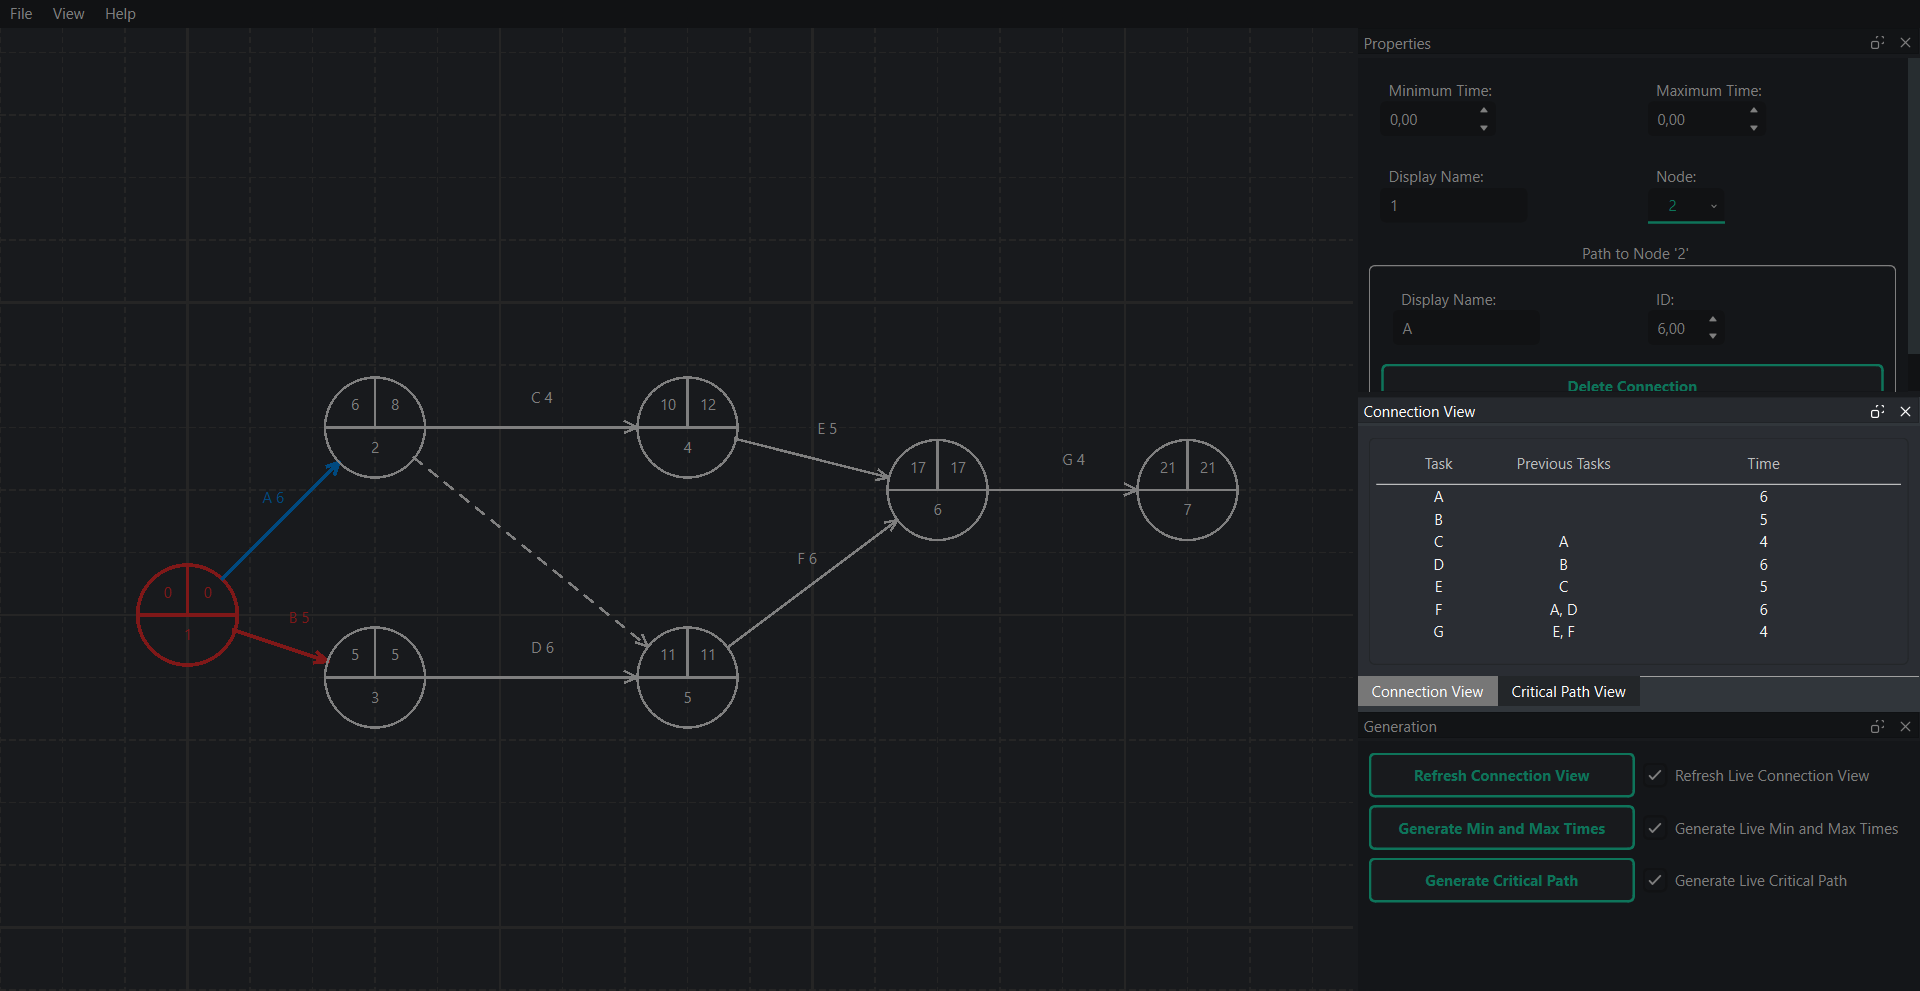 File View Help
Properties
Minimum Time: Maximum Time:
0,00 0,00
Display Name: Node:
1 2
Path to Node '2'
Display Name: ID:
A 6,00
Delete Connection
Connection View
Task Previous Tasks Time
A 6
B 5
C A 4
D B 6
E C 5
F A, D 6
G E, F 4
Connection View Critical Path View
Generation
Refresh Connection View Refresh Live Connection View
Generate Min and Max Times Generate Live Min and Max Times
Generate Critical Path Generate Live Critical Path
6 8
2
C 4
10 12
4
E 5
17 17
6
G 4
21 21
7
A 6
0 0
1
B 5
5 5
3
D 6
11 11
5
F 6